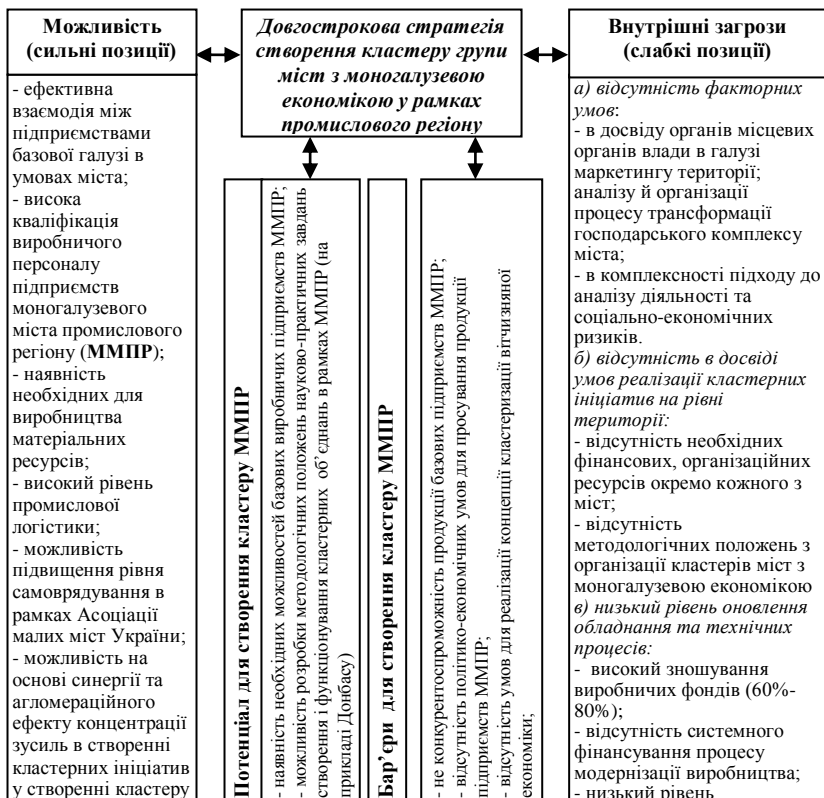 Можливість
(сильні позиції)
- ефективна
взаємодія між
підприємствами
базової галузі в
умовах міста;
- висока
кваліфікація
виробничого
персоналу
підприємств
моногалузевого
міста промислового
регіону (ММПР);
- наявність
необхідних для
виробництва
матеріальних
ресурсів;
- високий рівень
промислової
логістики;
- можливість
підвищення рівня
самоврядування в
рамках Асоціації
малих міст України;
- можливість на
основі синергії та
агломераційного
ефекту концентрації
зусиль в створенні
кластерних ініціатив
у створенні кластеру
Довгострокова стратегія
створення кластеру групи
міст з моногалузевою
економікою у рамках
промислового регіону
Потенціал для створення кластеру ММПР
- наявність необхідних можливостей базових виробничих підприємств ММПР;
- можливість розробки методологічних положень науково-практичних завдань
створення і функціонування кластерних об’єднань в рамках ММПР (на
прикладі Донбасу)
Бар’єри для створення кластеру ММПР
- не конкурентоспроможність продукції базових підприємств ММПР;
- відсутність політико-економічних умов для просування продукції
підприємств ММПР;
- відсутність умов для реалізації концепції кластеризації вітчизняної
економіки;
Внутрішні загрози
(слабкі позиції)
а) відсутність факторних
умов:
- в досвіду органів місцевих
органів влади в галузі
маркетингу території;
аналізу й організації
процесу трансформації
господарського комплексу
міста;
- в комплексності підходу до
аналізу діяльності та
соціально-економічних
ризиків.
б) відсутність в досвіді
умов реалізації кластерних
ініціатив на рівні
території:
- відсутність необхідних
фінансових, організаційних
ресурсів окремо кожного з
міст;
- відсутність
методологічних положень з
організації кластерів міст з
моногалузевою економікою
в) низький рівень оновлення
обладнання та технічних
процесів:
- високий зношування
виробничих фондів (60%-
80%);
- відсутність системного
фінансування процесу
модернізації виробництва;
- низький рівень